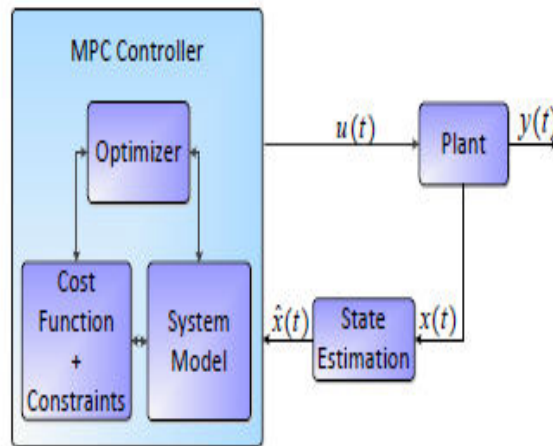 MPC Controller
Optimizer
u(t)
Plant
y(t)
Cost
Function
+
Constraints
System
Model
x̂(t)
State
Estimation
x(t)